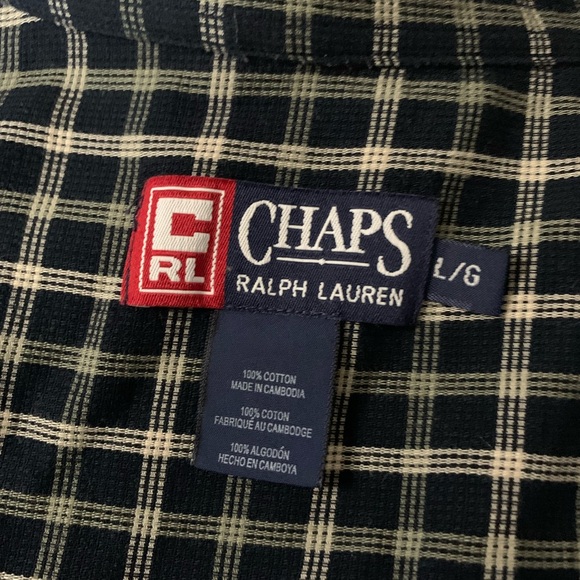 C
RL
CHAPS
RALPH LAUREN
L/G
100% COTTON
MADE IN CAMBODIA
100% COTON
FABRIQUÉ AU CAMBODGE
100% ALGODÓN
HECHO EN CAMBOYA